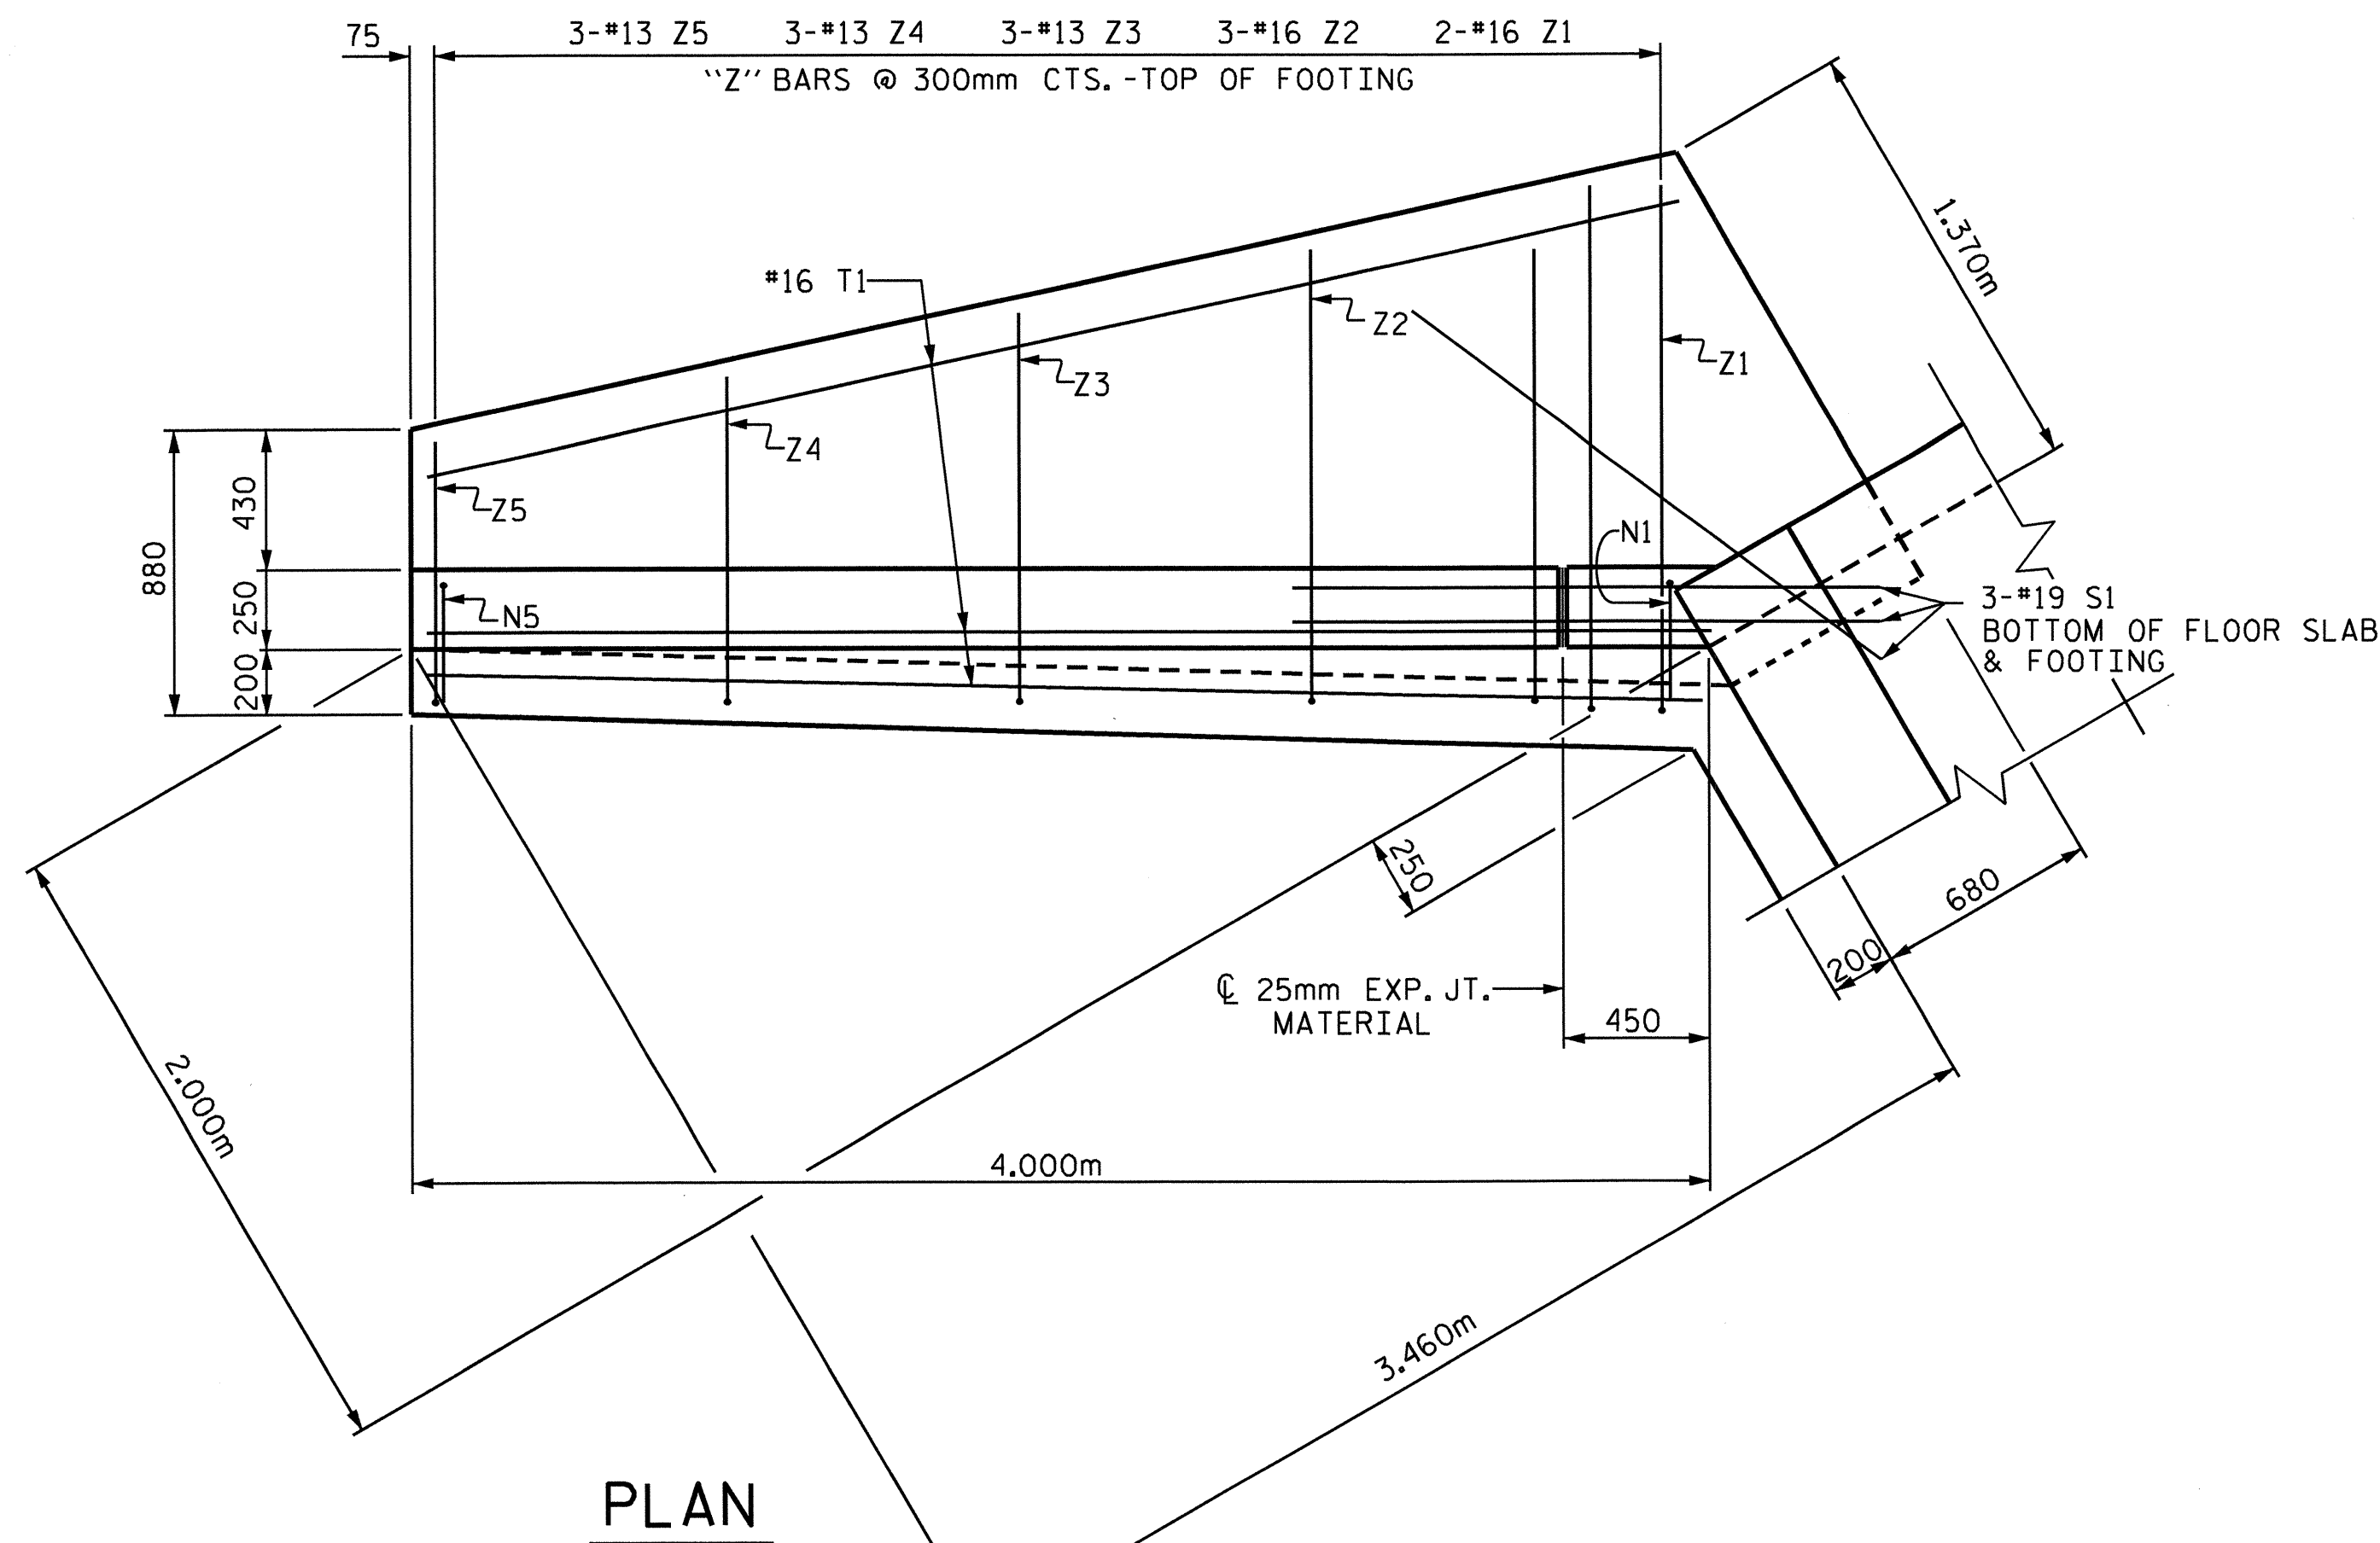 75
3-#13 Z5 3-#13 Z4 3-#13 Z3 3-#16 Z2 2-#16 Z1
"Z" BARS @ 300mm CTS.-TOP OF FOOTING
1.370m
#16 T1
Z2
Z1
Z3
Z4
Z5
430
880
250
200
N1
N5
3-#19 S1
BOTTOM OF FLOOR SLAB
& FOOTING
250
680
200
℄ 25mm EXP. JT.
MATERIAL
450
2.000m
4.000m
3.460m
PLAN